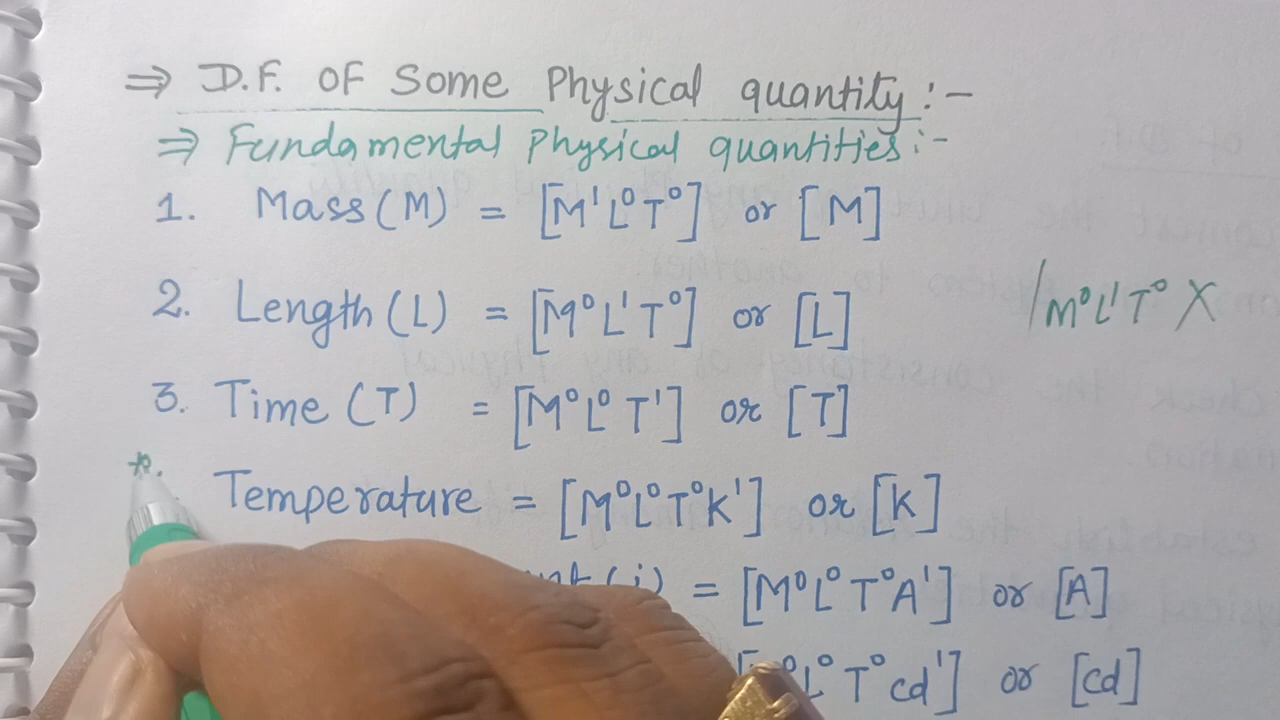 ⇒ D.F. OF Some Physical quantity :-
⇒ Fundamental Physical quantities :-
1. Mass (M) = [M¹L⁰T⁰] or [M]
2. Length (L) = [M⁰L¹T⁰] or [L]
/M⁰L¹T⁰ X
3. Time (T) = [M⁰L⁰T¹] or [T]
*. Temperature = [M⁰L⁰T⁰K¹] or [K]
(i) = [M⁰L⁰T⁰A¹] or [A]
L⁰T⁰cd¹] or [cd]